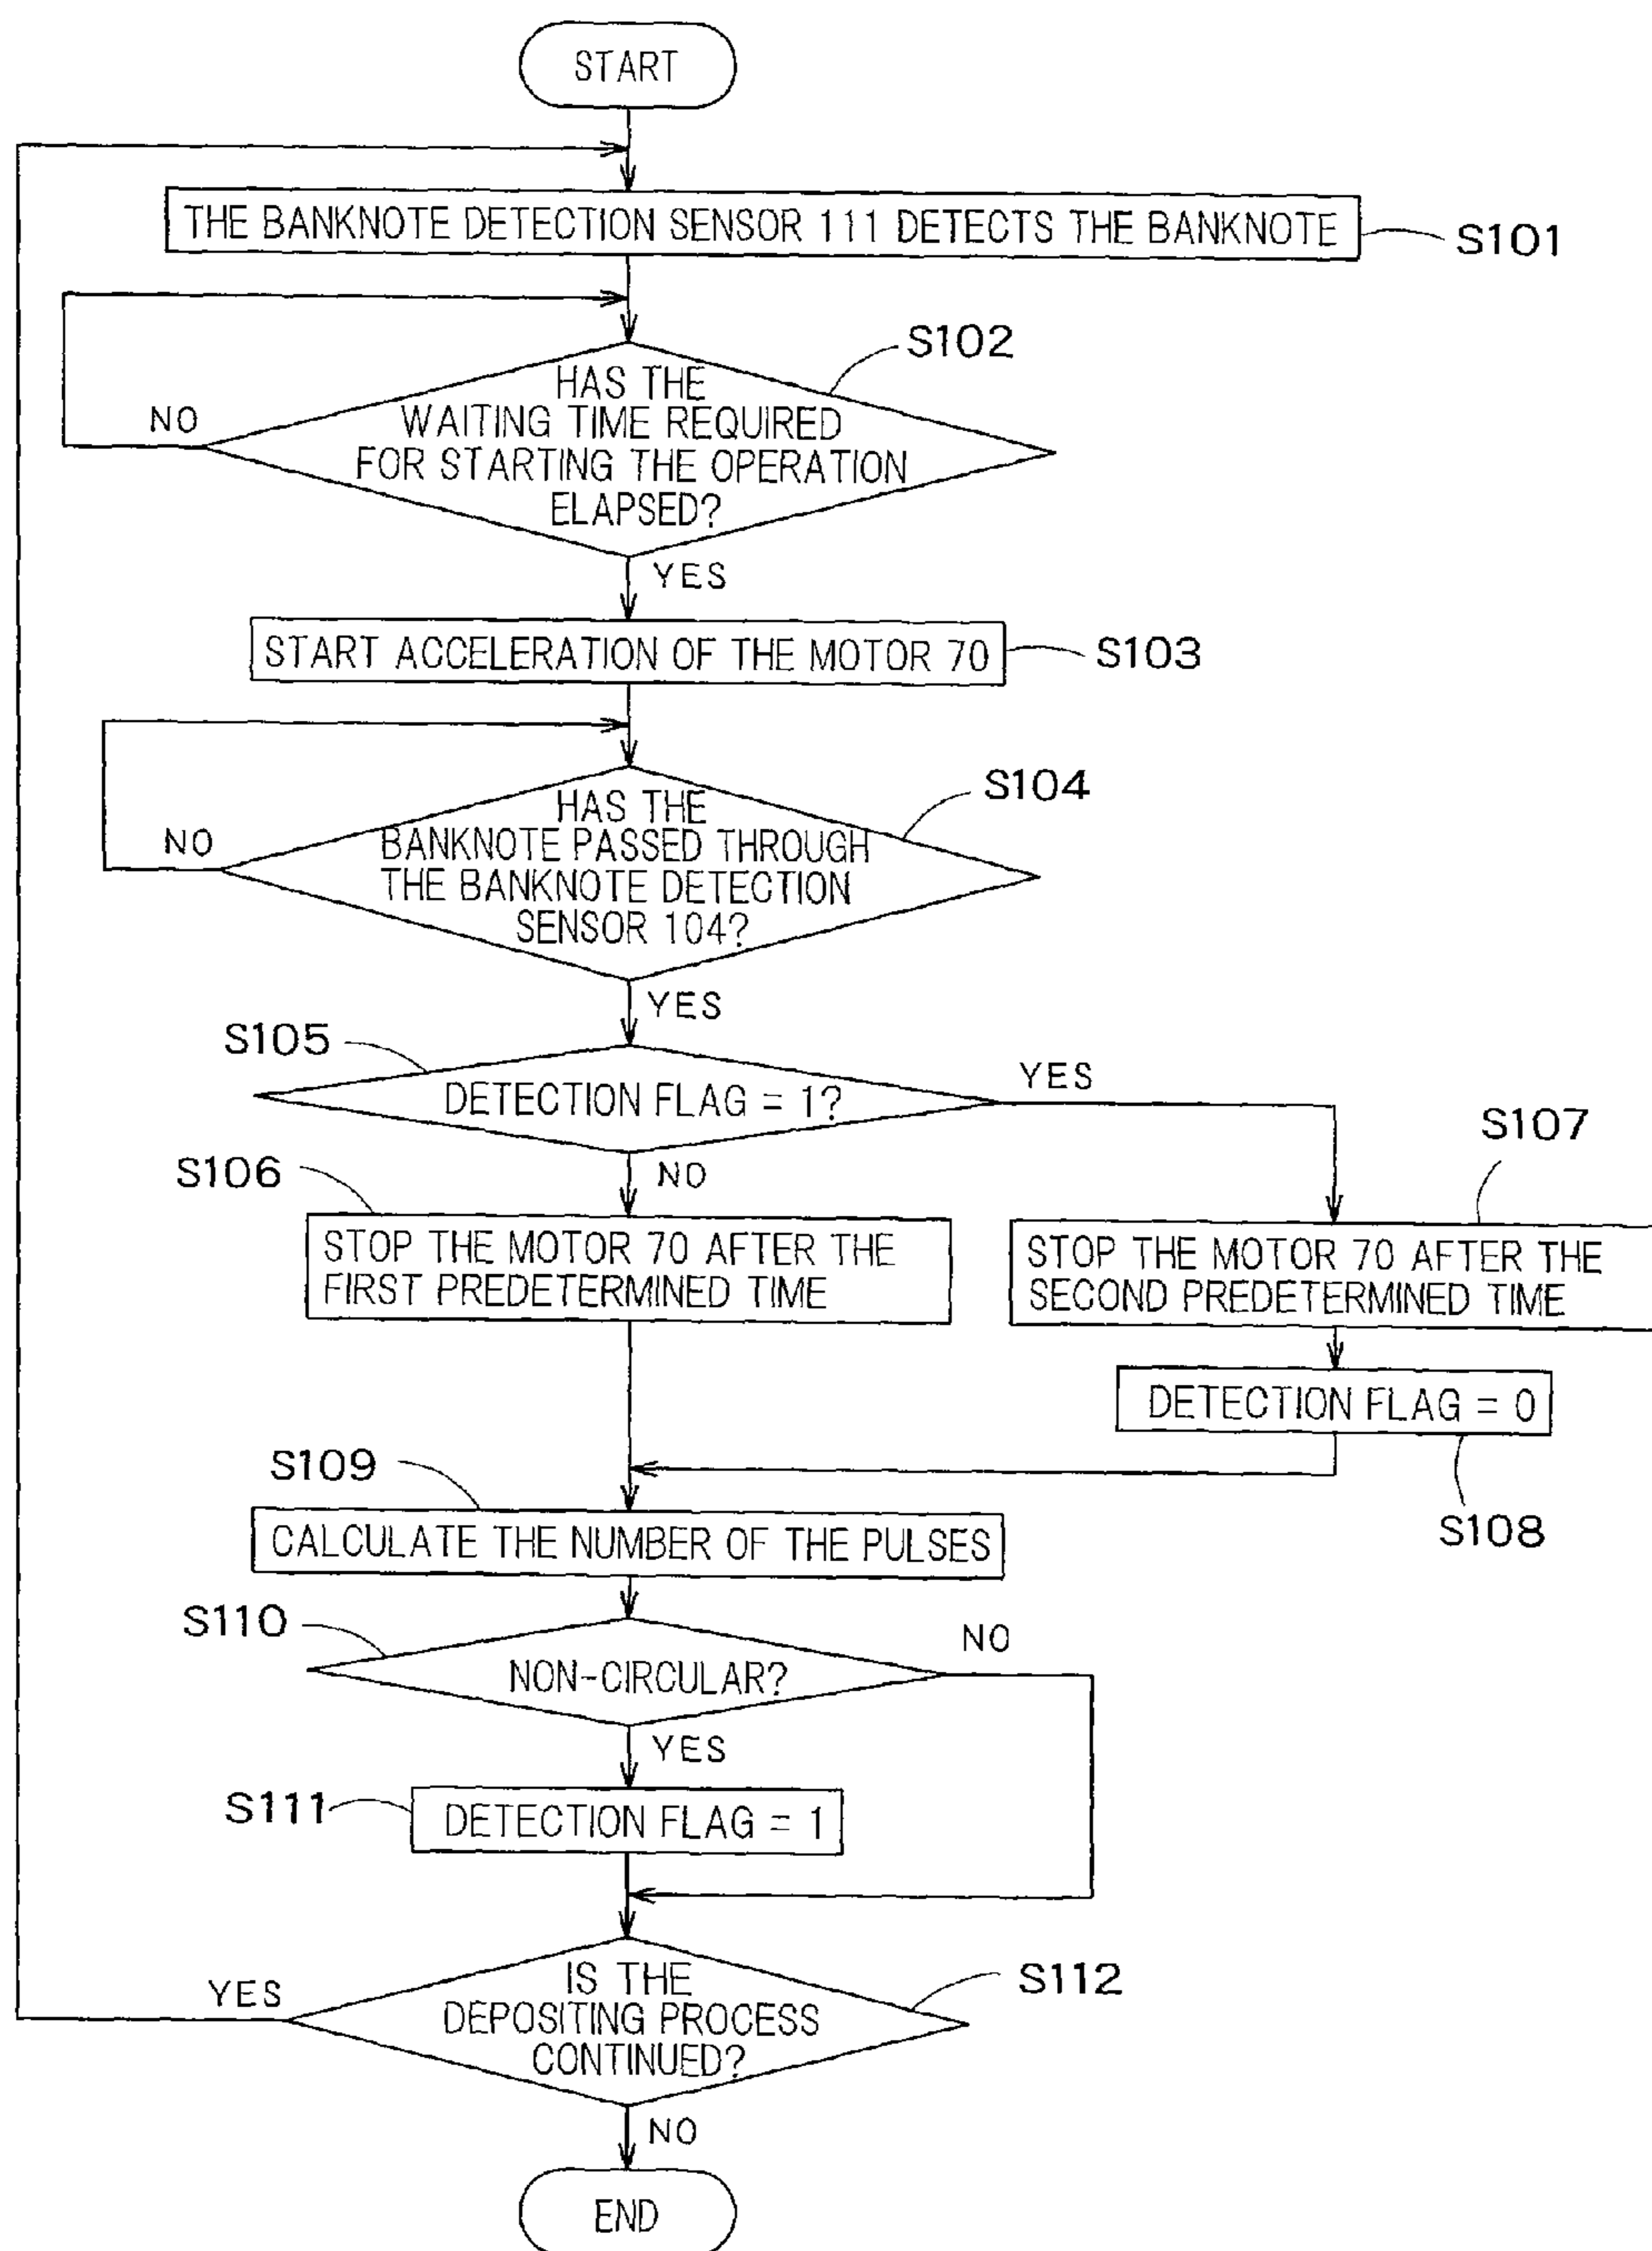 START
THE BANKNOTE DETECTION SENSOR 111 DETECTS THE BANKNOTE
S101
S102
HAS THE
WAITING TIME REQUIRED
FOR STARTING THE OPERATION
ELAPSED?
NO
YES
START ACCELERATION OF THE MOTOR 70
S103
S104
HAS THE
BANKNOTE PASSED THROUGH
THE BANKNOTE DETECTION
SENSOR 104?
NO
YES
S105
DETECTION FLAG = 1?
YES
NO
S106
S107
STOP THE MOTOR 70 AFTER THE
FIRST PREDETERMINED TIME
STOP THE MOTOR 70 AFTER THE
SECOND PREDETERMINED TIME
DETECTION FLAG = 0
S108
S109
CALCULATE THE NUMBER OF THE PULSES
S110
NON-CIRCULAR?
NO
YES
S111
DETECTION FLAG = 1
S112
IS THE
DEPOSITING PROCESS
CONTINUED?
YES
NO
END